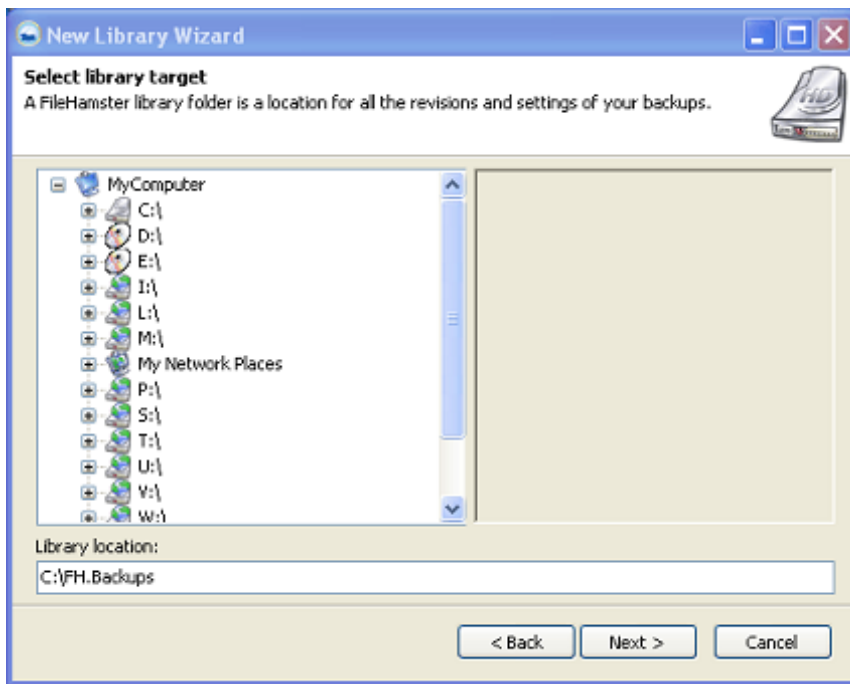 New Library Wizard
Select library target
A FileHamster library folder is a location for all the revisions and settings of your backups.
HD
MyComputer
C:\
D:\
E:\
I:\
L:\
M:\
My Network Places
P:\
S:\
T:\
U:\
V:\
W:\
Library location:
C:\FH.Backups
< Back
Next >
Cancel